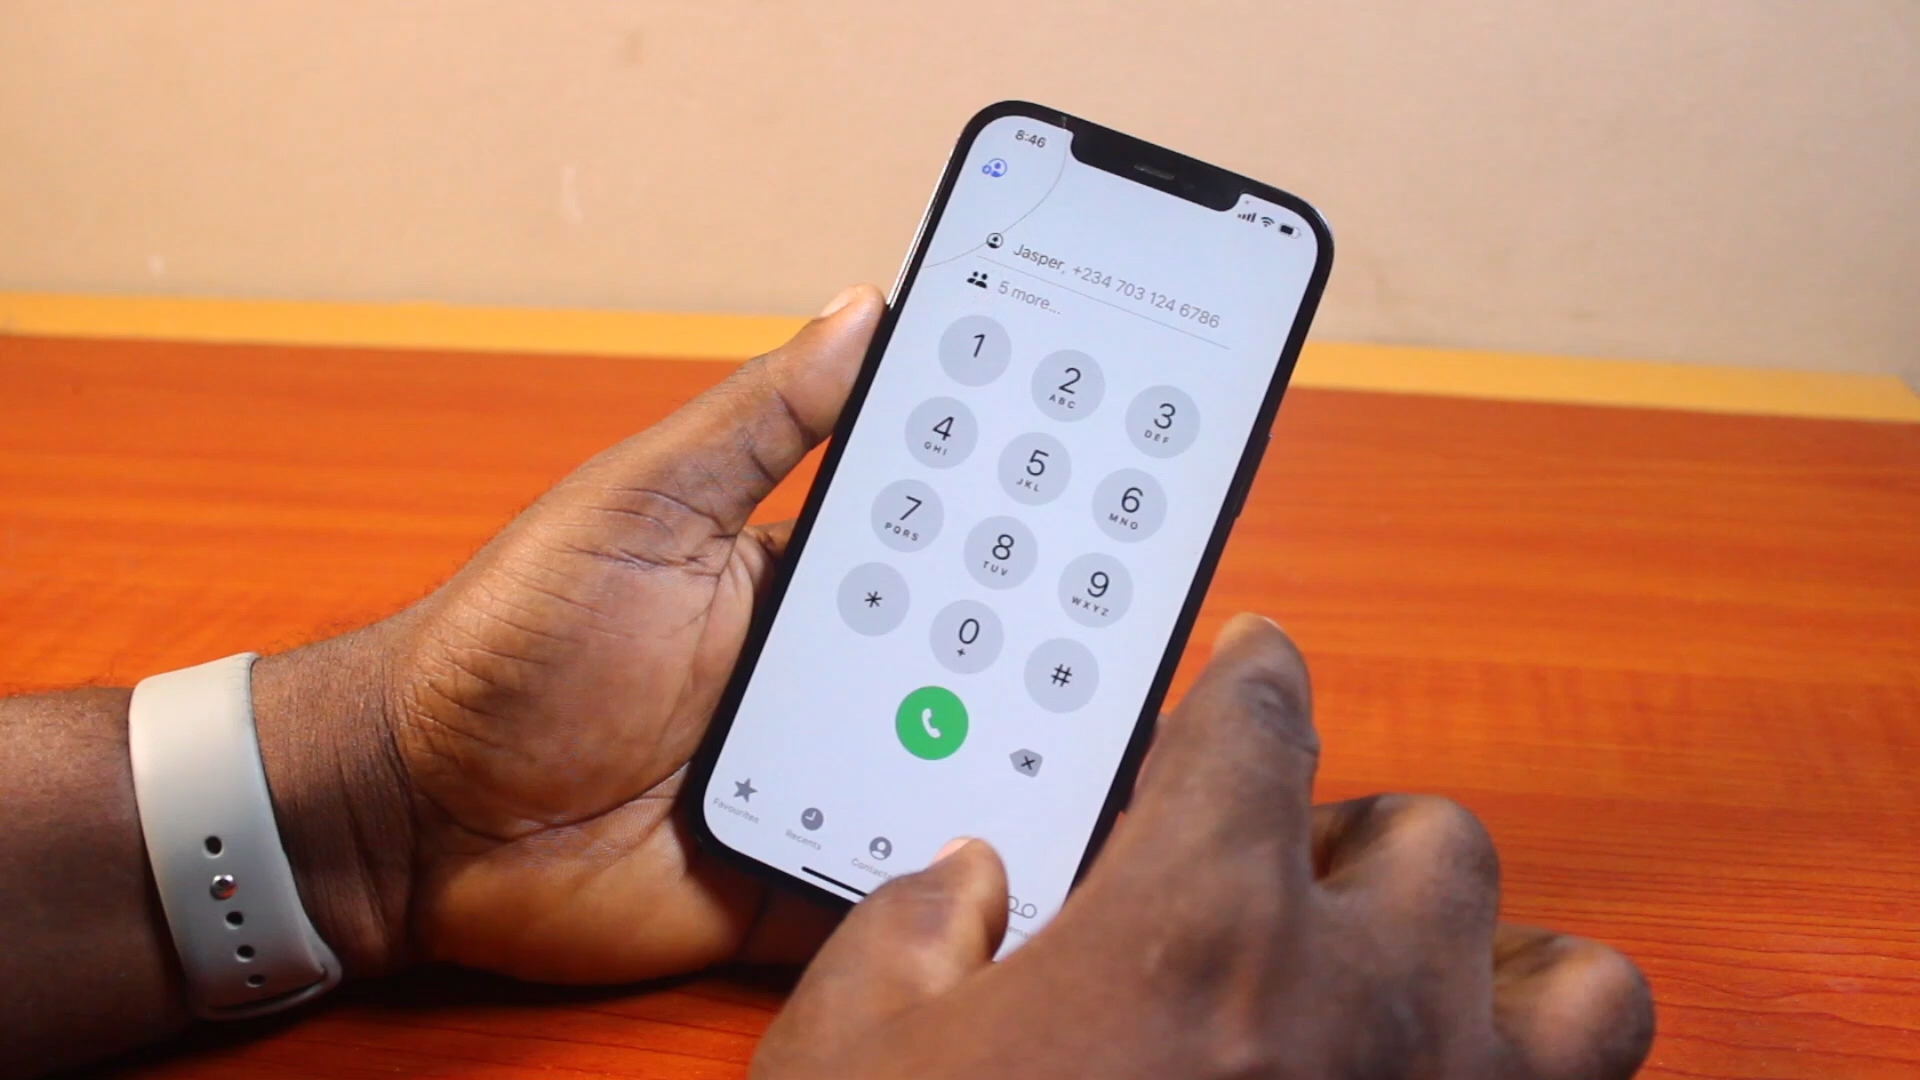 8:46
Jasper, +234 703 124 6786
5 more...
1
2
ABC
3
DEF
4
GHI
5
JKL
6
MNO
7
PQRS
8
TUV
9
WXYZ
*
0
+
#
Favourites
Recents
Contacts